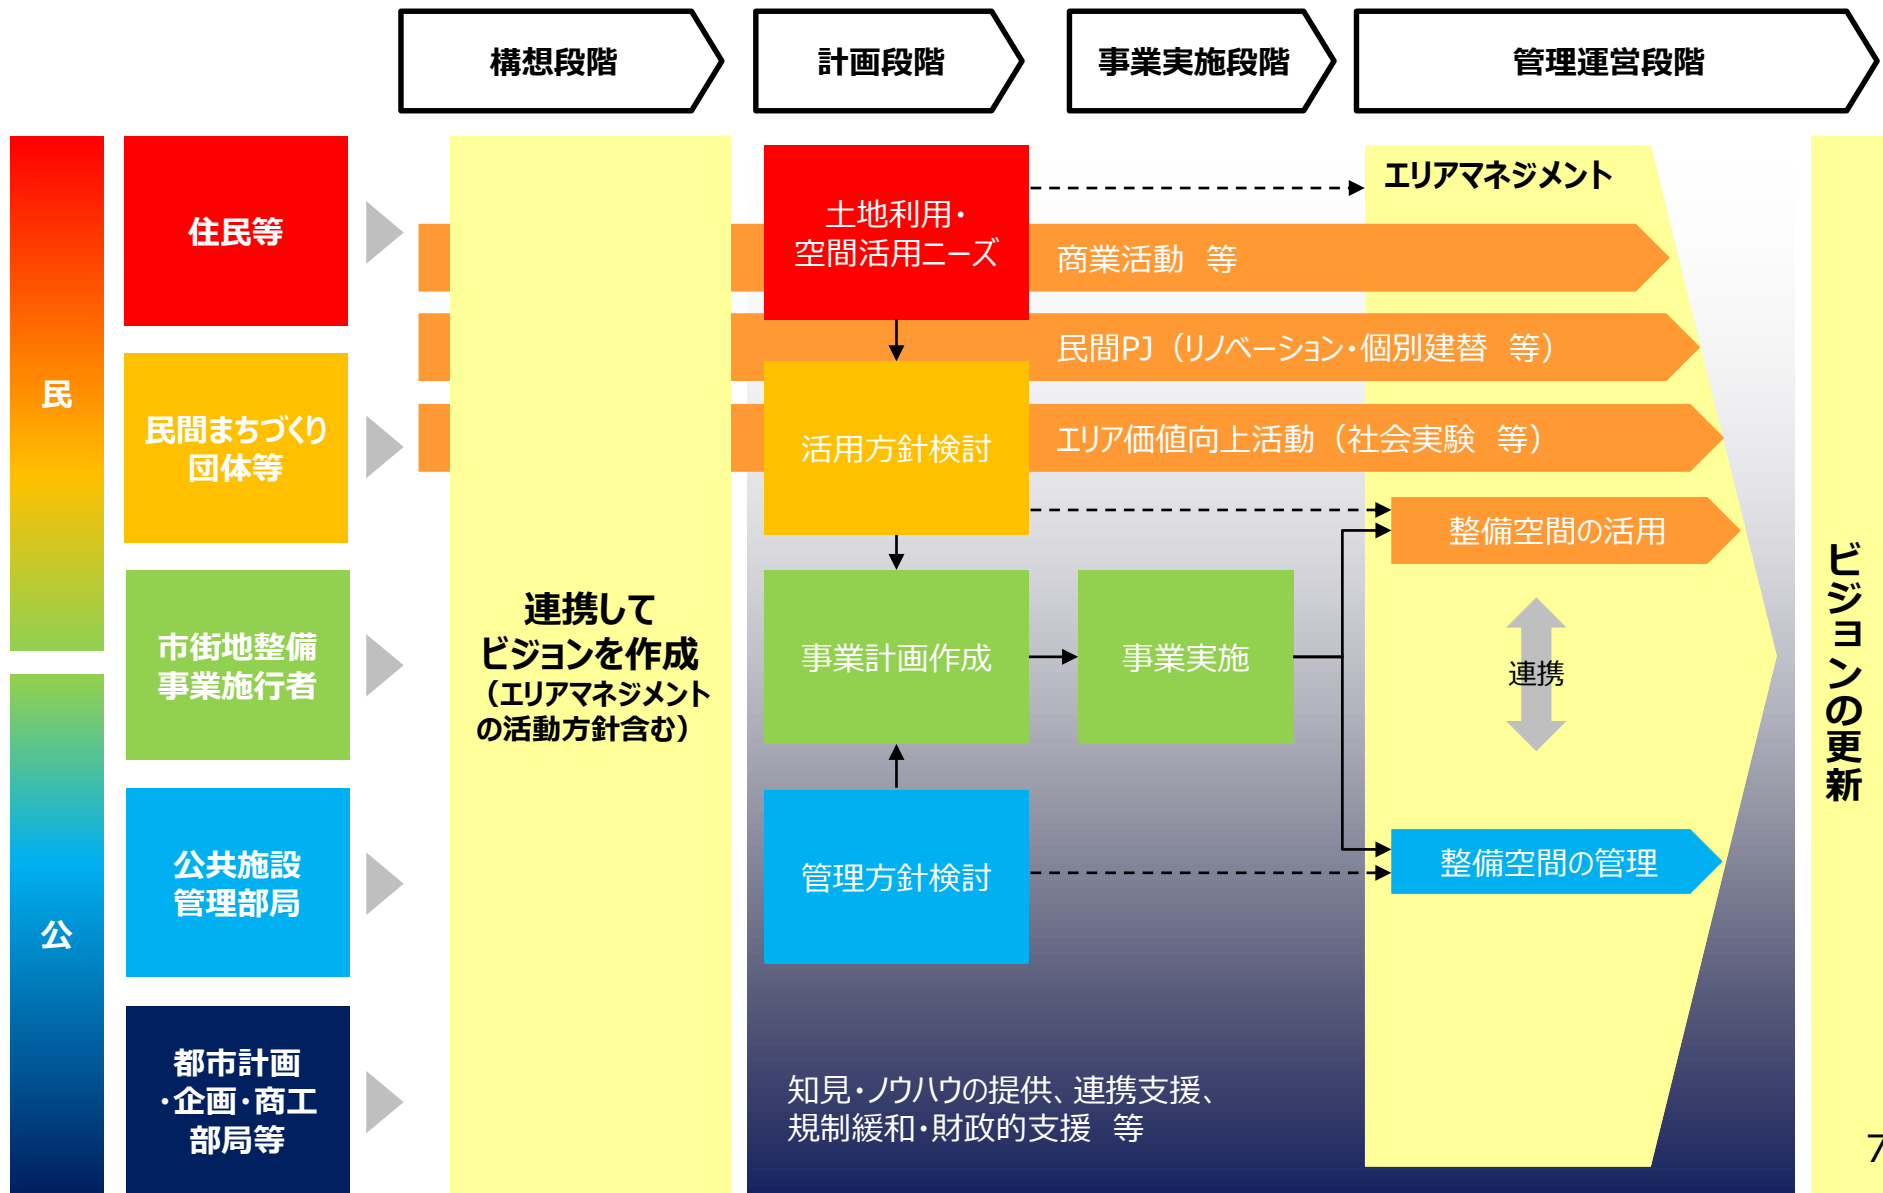 構想段階
計画段階
事業実施段階
管理運営段階
民
公
住民等
民間まちづくり
団体等
市街地整備
事業施行者
公共施設
管理部局
都市計画
・企画・商工
部局等
連携して
ビジョンを作成
（エリアマネジメント
の活動方針含む）
土地利用・
空間活用ニーズ
活用方針検討
事業計画作成
管理方針検討
事業実施
エリアマネジメント
商業活動　等
民間PJ（リノベーション・個別建替　等）
エリア価値向上活動（社会実験　等）
整備空間の活用
連携
整備空間の管理
知見・ノウハウの提供、連携支援、
規制緩和・財政的支援　等
ビジョンの更新
7